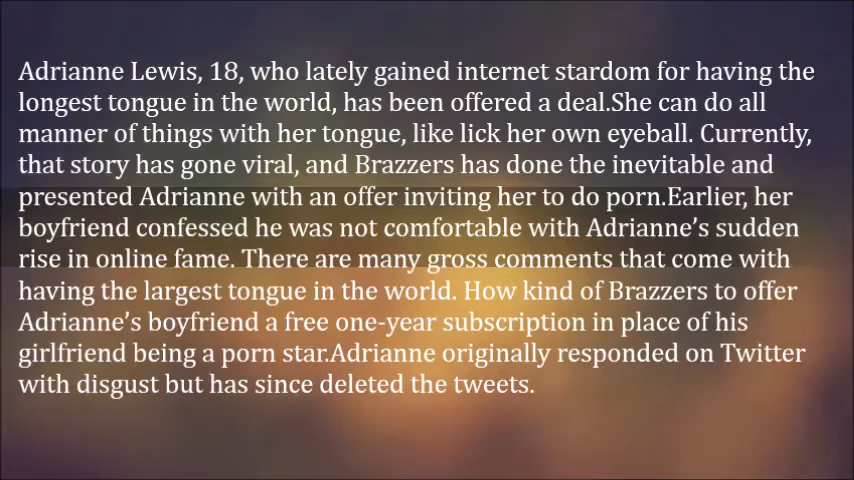 Adrianne Lewis, 18, who lately gained internet stardom for having the
longest tongue in the world, has been offered a deal.She can do all
manner of things with her tongue, like lick her own eyeball. Currently,
that story has gone viral, and Brazzers has done the inevitable and
presented Adrianne with an offer inviting her to do porn.Earlier, her
boyfriend confessed he was not comfortable with Adrianne’s sudden
rise in online fame. There are many gross comments that come with
having the largest tongue in the world. How kind of Brazzers to offer
Adrianne’s boyfriend a free one-year subscription in place of his
girlfriend being a porn star.Adrianne originally responded on Twitter
with disgust but has since deleted the tweets.